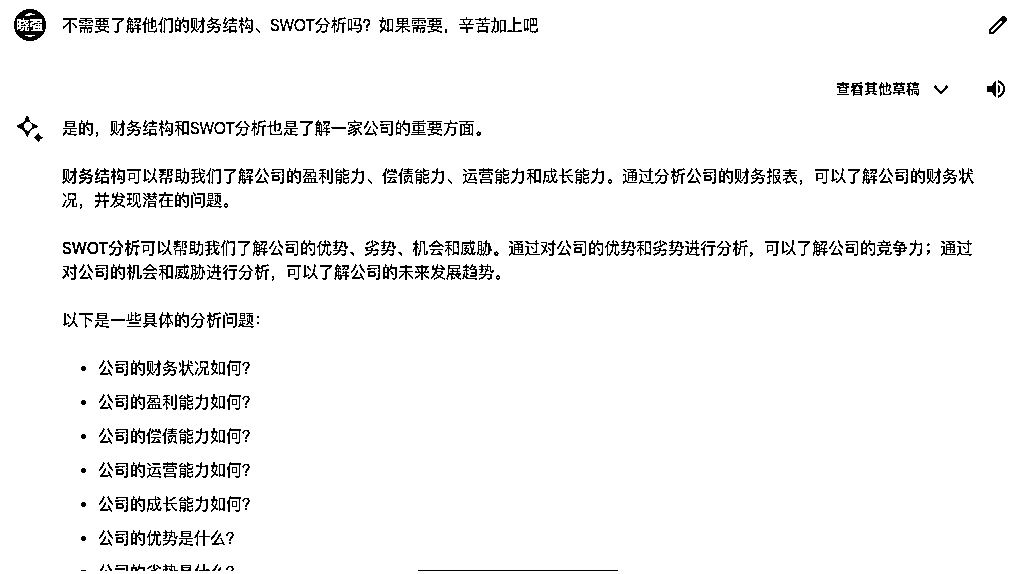 晓强
不需要了解他们的财务结构、SWOT分析吗？如果需要，辛苦加上吧
查看其他草稿
是的，财务结构和SWOT分析也是了解一家公司的重要方面。
财务结构可以帮助我们了解公司的盈利能力、偿债能力、运营能力和成长能力。通过分析公司的财务报表，可以了解公司的财务状
况，并发现潜在的问题。
SWOT分析可以帮助我们了解公司的优势、劣势、机会和威胁。通过对公司的优势和劣势进行分析，可以了解公司的竞争力；通过
对公司的机会和威胁进行分析，可以了解公司的未来发展趋势。
以下是一些具体的分析问题：
• 公司的财务状况如何？
• 公司的盈利能力如何？
• 公司的偿债能力如何？
• 公司的运营能力如何？
• 公司的成长能力如何？
• 公司的优势是什么？
• 公司的劣势是什么？